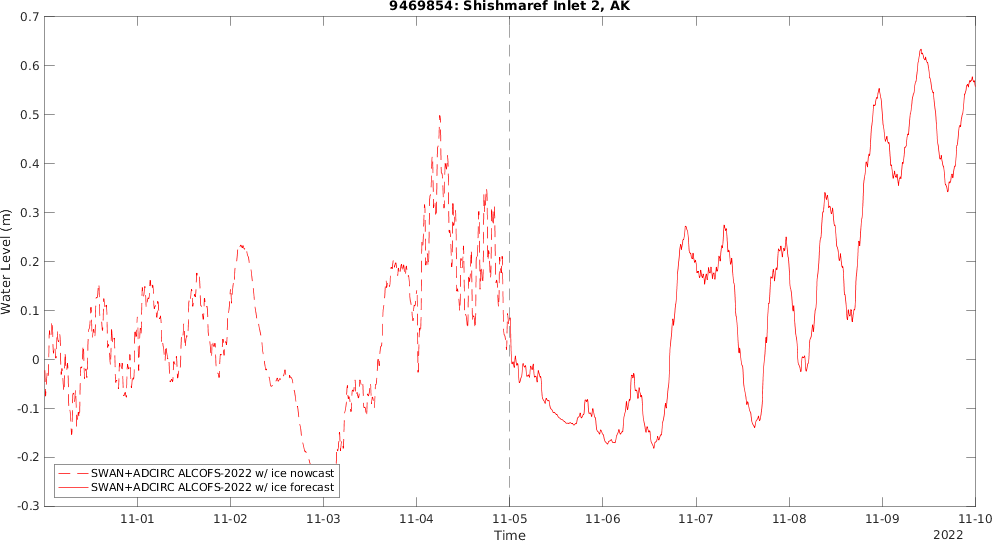 9469854: Shishmaref Inlet 2, AK
0.7
0.6
0.5
0.4
0.3
0.2
0.1
0
-0.1
-0.2
-0.3
Water Level (m)
SWAN+ADCIRC ALCOFS-2022 w/ ice nowcast
SWAN+ADCIRC ALCOFS-2022 w/ ice forecast
11-01 11-02 11-03 11-04 11-05 11-06 11-07 11-08 11-09 11-10
Time
2022